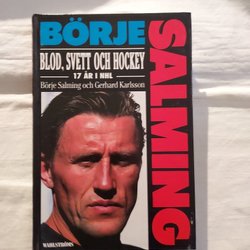 BÖRJE
SALMING
BLOD, SVETT OCH HOCKEY
17 ÅR I NHL
Börje Salming och Gerhard Karlsson
WAHLSTRÖMS